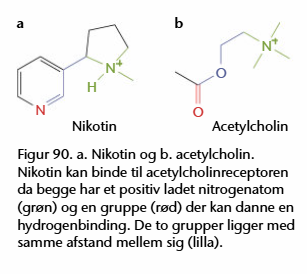 a b
N+
H
N
Nikotin
N+
O
O
Acetylcholin
Figur 90. a. Nikotin og b. acetylcholin.
Nikotin kan binde til acetylcholinreceptoren
da begge har et positiv ladet nitrogenatom
(grøn) og en gruppe (rød) der kan danne en
hydrogenbinding. De to grupper ligger med
samme afstand mellem sig (lilla).